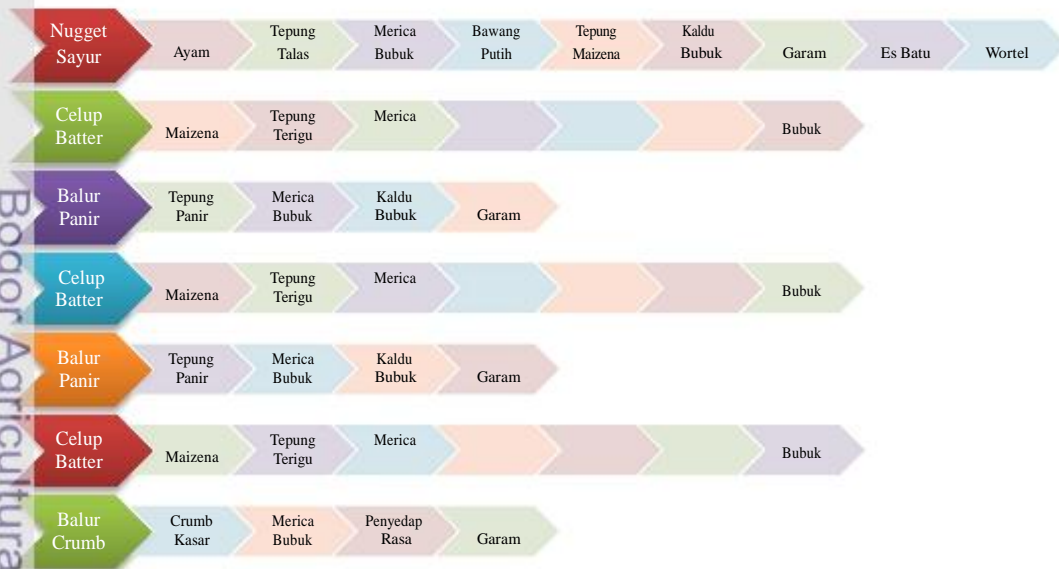 Nugget
Sayur
Ayam
Tepung
Talas
Merica
Bubuk
Bawang
Putih
Tepung
Maizena
Kaldu
Bubuk
Garam
Es Batu
Wortel
Celup
Batter
Maizena
Tepung
Terigu
Merica
Bubuk
Balur
Panir
Tepung
Panir
Merica
Bubuk
Kaldu
Bubuk
Garam
Celup
Batter
Maizena
Tepung
Terigu
Merica
Bubuk
Balur
Panir
Tepung
Panir
Merica
Bubuk
Kaldu
Bubuk
Garam
Celup
Batter
Maizena
Tepung
Terigu
Merica
Bubuk
Balur
Crumb
Crumb
Kasar
Merica
Bubuk
Penyedap
Rasa
Garam
Bogor Agricultura